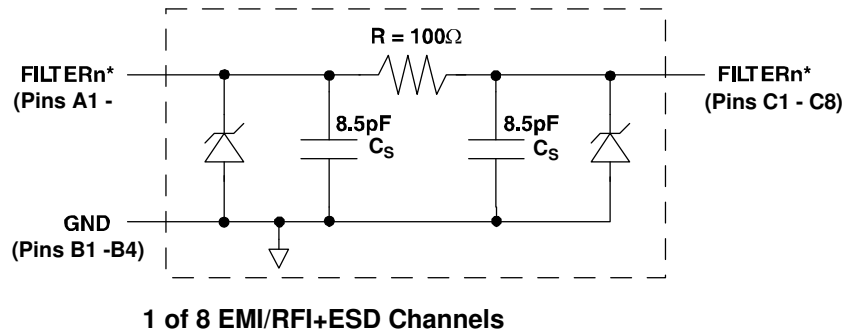 R = 100Ω
FILTERn*
(Pins A1 -
FILTERn*
(Pins C1 - C8)
8.5pF
CS
8.5pF
CS
GND
(Pins B1 -B4)
1 of 8 EMI/RFI+ESD Channels